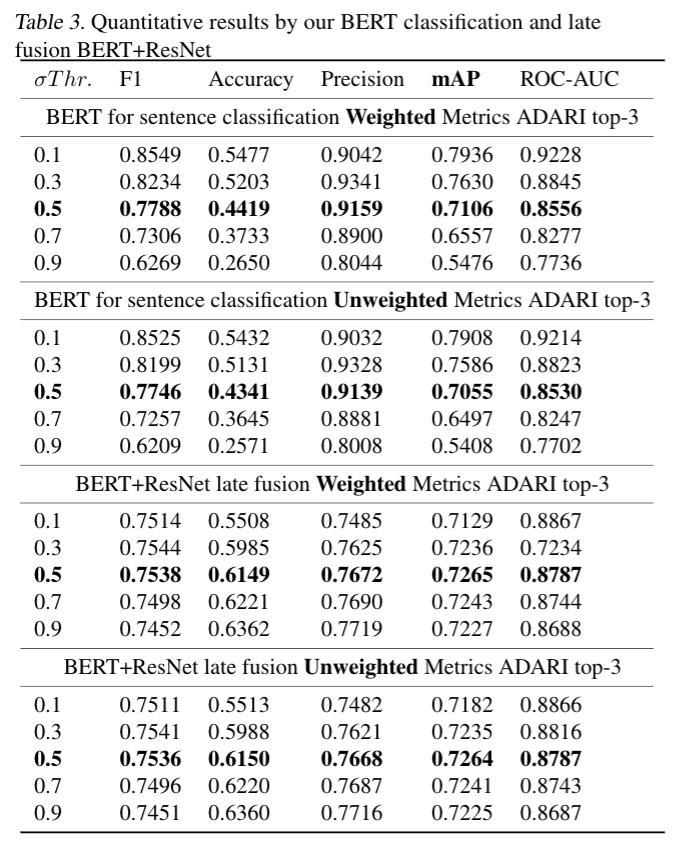 Table 3. Quantitative results by our BERT classification and late
fusion BERT+ResNet
σThr. F1 Accuracy Precision mAP ROC-AUC
BERT for sentence classification Weighted Metrics ADARI top-3
0.1 0.8549 0.5477 0.9042 0.7936 0.9228
0.3 0.8234 0.5203 0.9341 0.7630 0.8845
0.5 0.7788 0.4419 0.9159 0.7106 0.8556
0.7 0.7306 0.3733 0.8900 0.6557 0.8277
0.9 0.6269 0.2650 0.8044 0.5476 0.7736
BERT for sentence classification Unweighted Metrics ADARI top-3
0.1 0.8525 0.5432 0.9032 0.7908 0.9214
0.3 0.8199 0.5131 0.9328 0.7586 0.8823
0.5 0.7746 0.4341 0.9139 0.7055 0.8530
0.7 0.7257 0.3645 0.8881 0.6497 0.8247
0.9 0.6209 0.2571 0.8008 0.5408 0.7702
BERT+ResNet late fusion Weighted Metrics ADARI top-3
0.1 0.7514 0.5508 0.7485 0.7129 0.8867
0.3 0.7544 0.5985 0.7625 0.7236 0.7234
0.5 0.7538 0.6149 0.7672 0.7265 0.8787
0.7 0.7498 0.6221 0.7690 0.7243 0.8744
0.9 0.7452 0.6362 0.7719 0.7227 0.8688
BERT+ResNet late fusion Unweighted Metrics ADARI top-3
0.1 0.7511 0.5513 0.7482 0.7182 0.8866
0.3 0.7541 0.5988 0.7621 0.7235 0.8816
0.5 0.7536 0.6150 0.7668 0.7264 0.8787
0.7 0.7496 0.6220 0.7687 0.7241 0.8743
0.9 0.7451 0.6360 0.7716 0.7225 0.8687